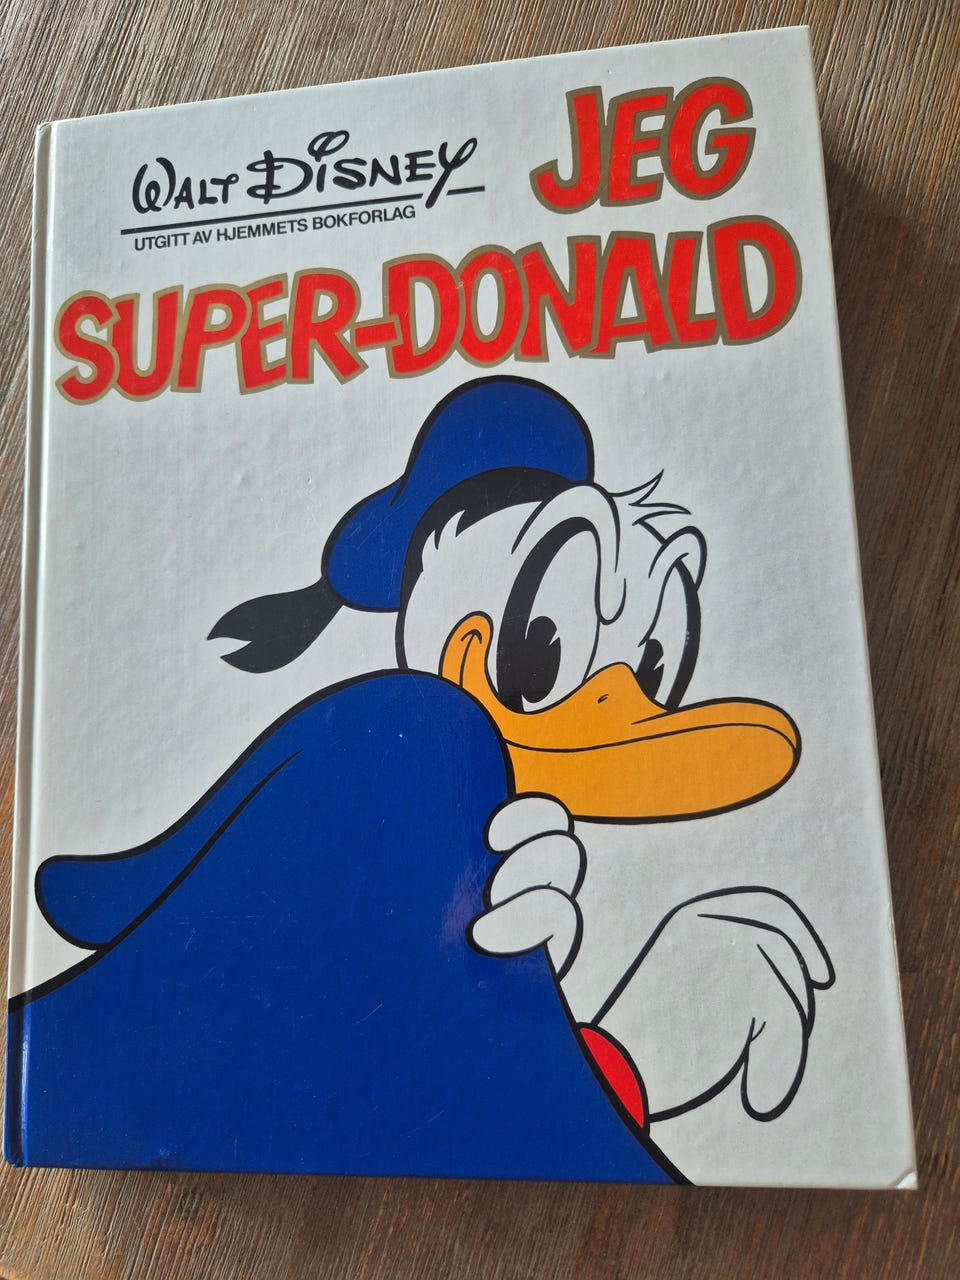 WALT DISNEY
UTGITT AV HJEMMETS BOKFORLAG
JEG
SUPER-DONALD